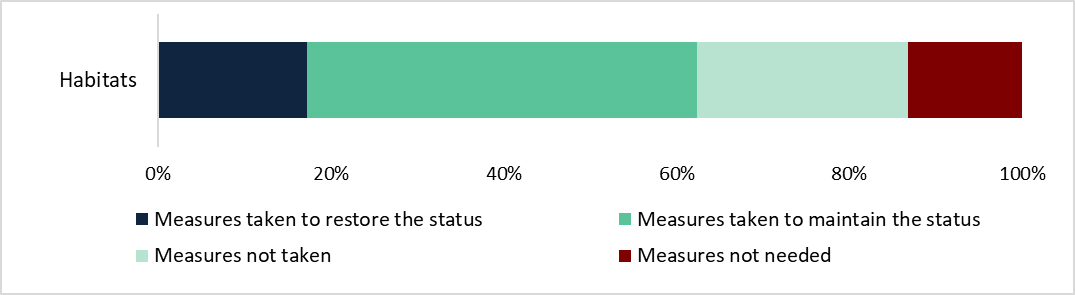 Habitats
0% 20% 40% 60% 80% 100%
Measures taken to restore the status Measures taken to maintain the status
Measures not taken Measures not needed